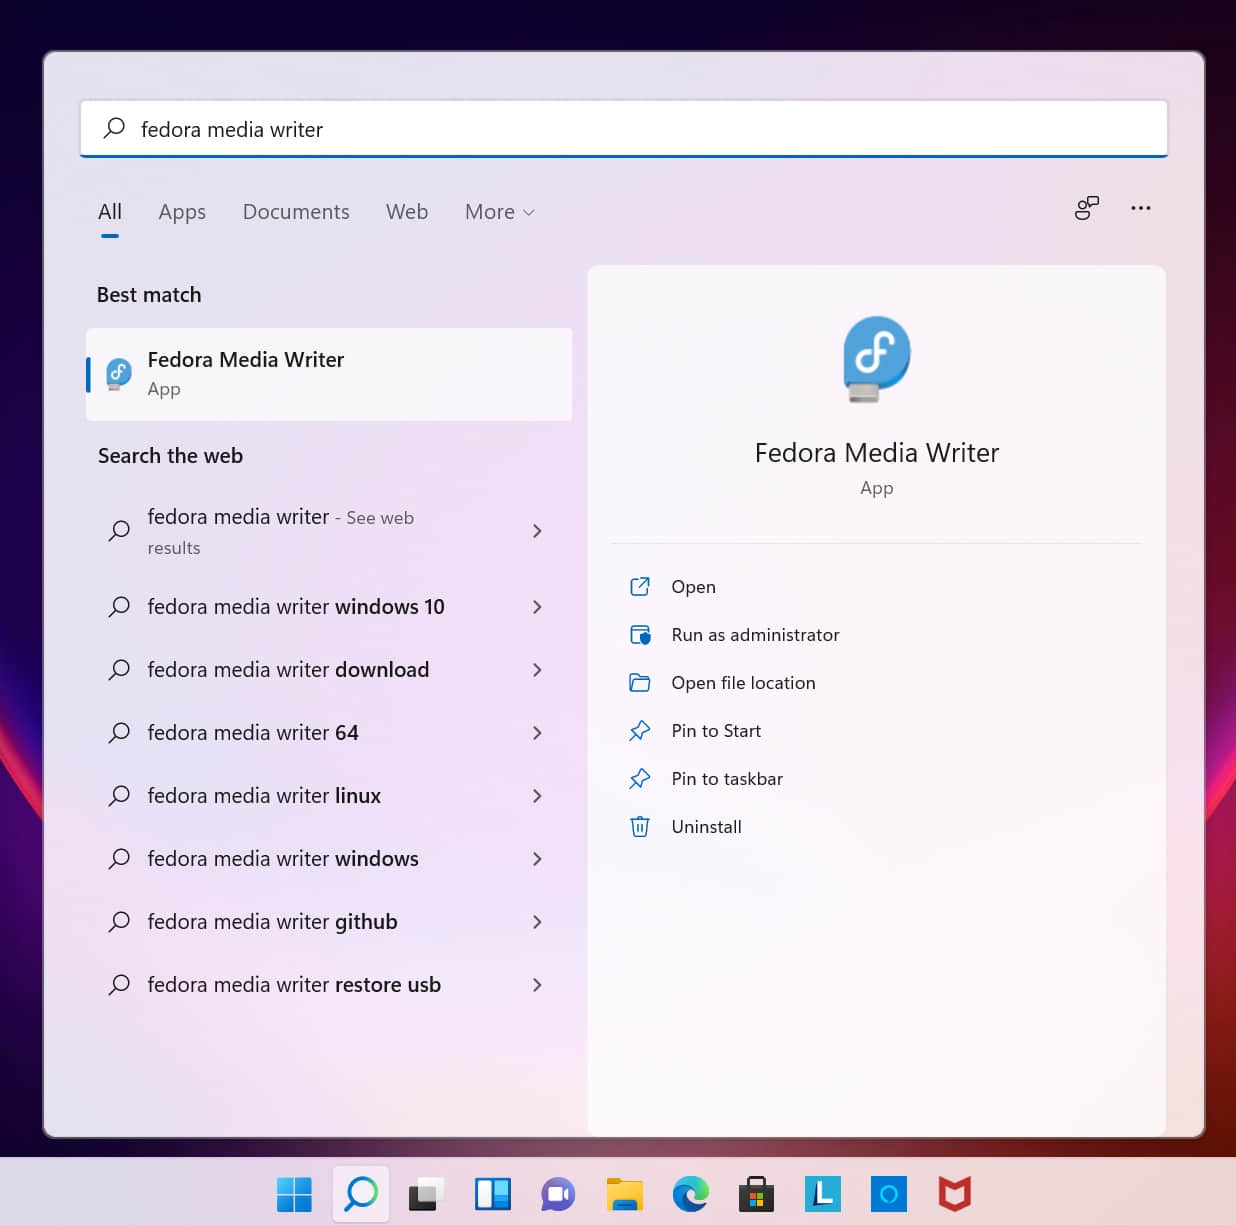 fedora media writer
All Apps Documents Web More
Best match
Fedora Media Writer
App
Search the web
fedora media writer - See web
results
fedora media writer windows 10
fedora media writer download
fedora media writer 64
fedora media writer linux
fedora media writer windows
fedora media writer github
fedora media writer restore usb
Fedora Media Writer
App
Open
Run as administrator
Open file location
Pin to Start
Pin to taskbar
Uninstall
L